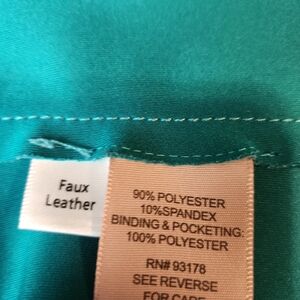 Faux
Leather
90% POLYESTER
10%SPANDEX
BINDING & POCKETING:
100% POLYESTER
RN# 93178
SEE REVERSE
FOR CARE